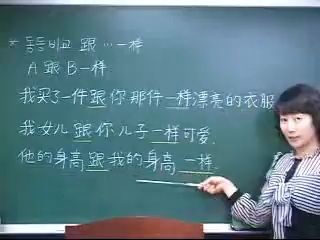 * 동등비교 跟…一样
A 跟 B 一样
我买了一件跟你那件一样漂亮的衣服
我女儿跟你儿子一样可爱.
他的身高跟我的身高一样.